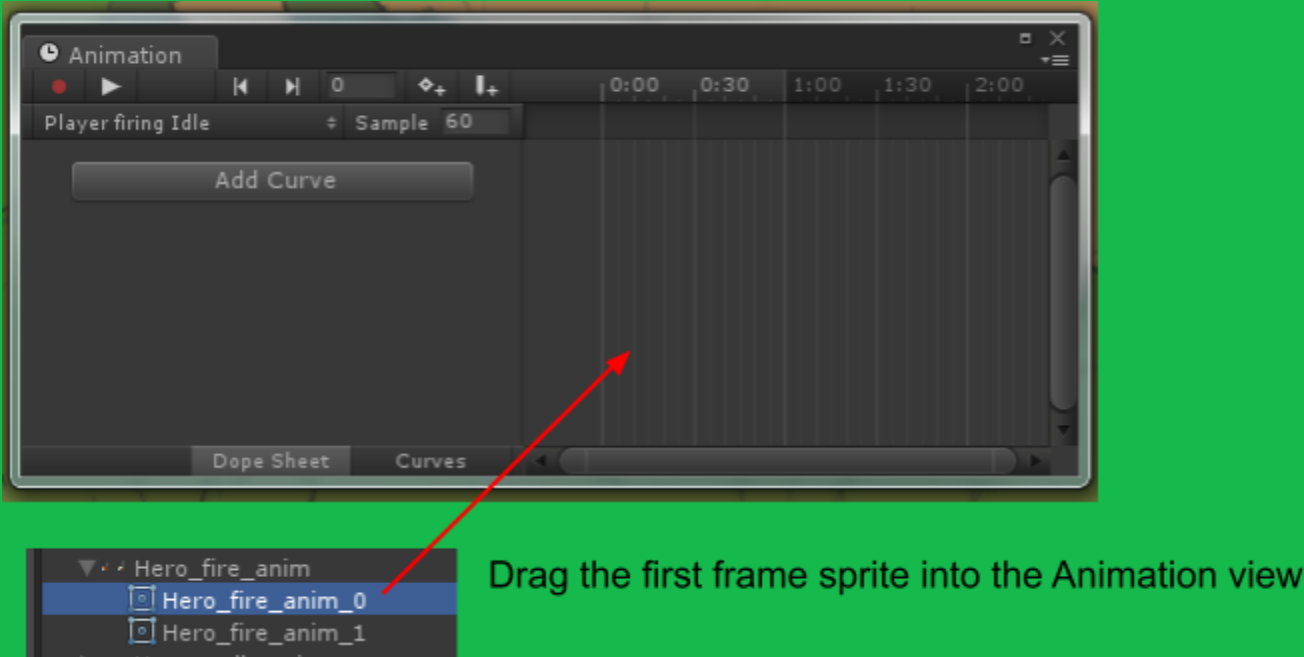 Animation
0 0:00 0:30 1:00 1:30 2:00
Player firing Idle Sample 60
Add Curve
Dope Sheet Curves
Hero_fire_anim
Drag the first frame sprite into the Animation view
Hero_fire_anim_0
Hero_fire_anim_1